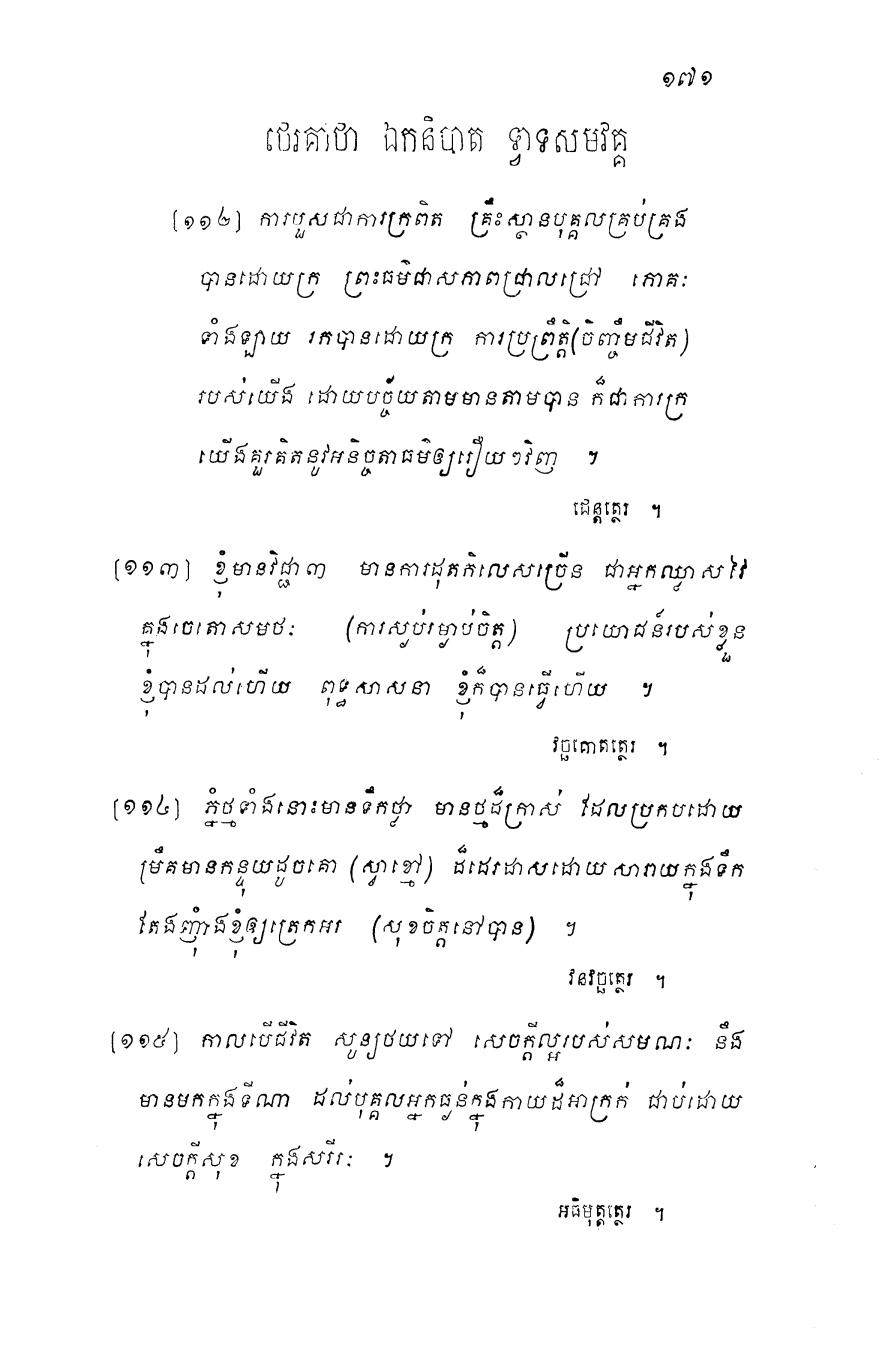 ១៧១
ថេរគាថា ឯកនិបាត ទ្វាទសមវគ្គ
[១១២] ការបួសជាការក្រពិត គ្រឹះស្ថានបុគ្គលគ្រប់គ្រង
បានដោយក្រ ព្រះធម៌ជាសភាពជ្រាលជ្រៅ ភោគៈ
ទាំងឡាយ រកបានដោយក្រ ការប្រព្រឹត្តិ(ចិញ្ចឹមជីវិត)
របស់យើង ដោយបច្ច័យតាមមានតាមបាន ក៏ជាការក្រ
យើងគួរគិតនូវអនិច្ចតាធម៌ឲ្យរឿយៗវិញ ។
ជេន្តត្ថេរ ។
[១១៣] ខ្ញុំមានវិជ្ជា ៣ មានការដុតកិលេសច្រើន ជាអ្នកឈ្លាសវៃ
ក្នុងចេតោសមថៈ (ការស្ងប់រម្ងាប់ចិត្ត) ប្រយោជន៍របស់ខ្លួន
ខ្ញុំបានដល់ហើយ ពុទ្ធសាសនា ខ្ញុំក៏បានធ្វើហើយ ។
វច្ឆគោតត្ថេរ ។
[១១៤] ភ្នំថ្មទាំងនោះមានទឹកថ្លា មានថ្មដ៏ក្រាស់ ដែលប្រកបដោយ
ម្រឹគមានកន្ទុយដូចគោ (ស្វាខ្មៅ) ដ៏ដេរដាសដោយសារាយក្នុងទឹក
តែងញ៉ាំងខ្ញុំឲ្យត្រេកអរ (សុខចិត្តនៅបាន) ។
វនវច្ឆត្ថេរ ។
[១១៥] កាលបើជីវិត សូន្យថយទៅ សេចក្តីល្អរបស់សមណៈ នឹង
មានមកក្នុងទីណា ដល់បុគ្គលអ្នកធ្ងន់ក្នុងកាយដ៏អាក្រក់ ជាប់ដោយ
សេចក្តីសុខ ក្នុងសរីរៈ ។
អធិមុត្តត្ថេរ ។